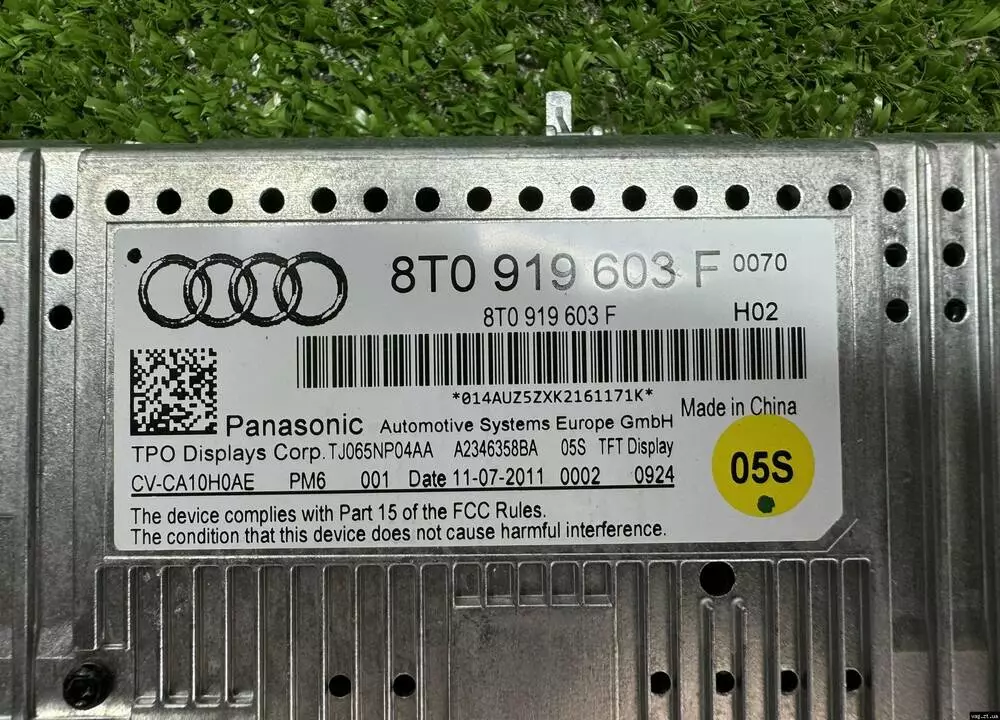 8T0 919 603 F 0070
8T0 919 603 F H02
*014AUZ5ZXK2161171K*
Panasonic Automotive Systems Europe GmbH Made in China
TPO Displays Corp. TJ065NP04AA A2346358BA 05S TFT Display
CV-CA10H0AE PM6 001 Date 11-07-2011 0002 0924
05S
The device complies with Part 15 of the FCC Rules.
The condition that this device does not cause harmful interference.
vag.zt.ua